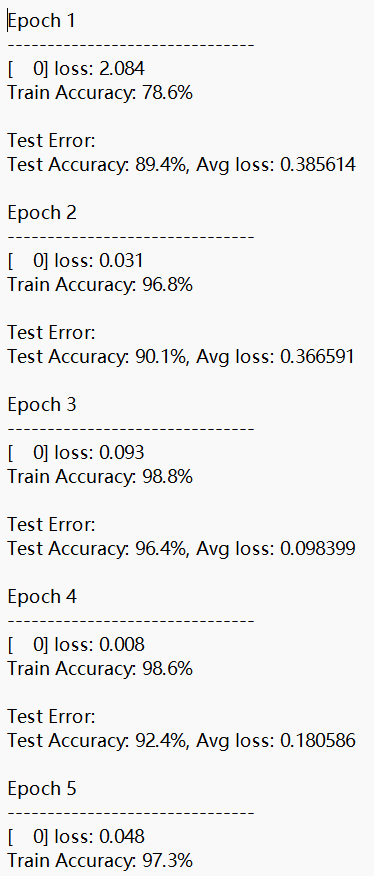 Epoch 1
-------------------------------
[    0] loss: 2.084
Train Accuracy: 78.6%
Test Error:
Test Accuracy: 89.4%, Avg loss: 0.385614
Epoch 2
-------------------------------
[    0] loss: 0.031
Train Accuracy: 96.8%
Test Error:
Test Accuracy: 90.1%, Avg loss: 0.366591
Epoch 3
-------------------------------
[    0] loss: 0.093
Train Accuracy: 98.8%
Test Error:
Test Accuracy: 96.4%, Avg loss: 0.098399
Epoch 4
-------------------------------
[    0] loss: 0.008
Train Accuracy: 98.6%
Test Error:
Test Accuracy: 92.4%, Avg loss: 0.180586
Epoch 5
-------------------------------
[    0] loss: 0.048
Train Accuracy: 97.3%